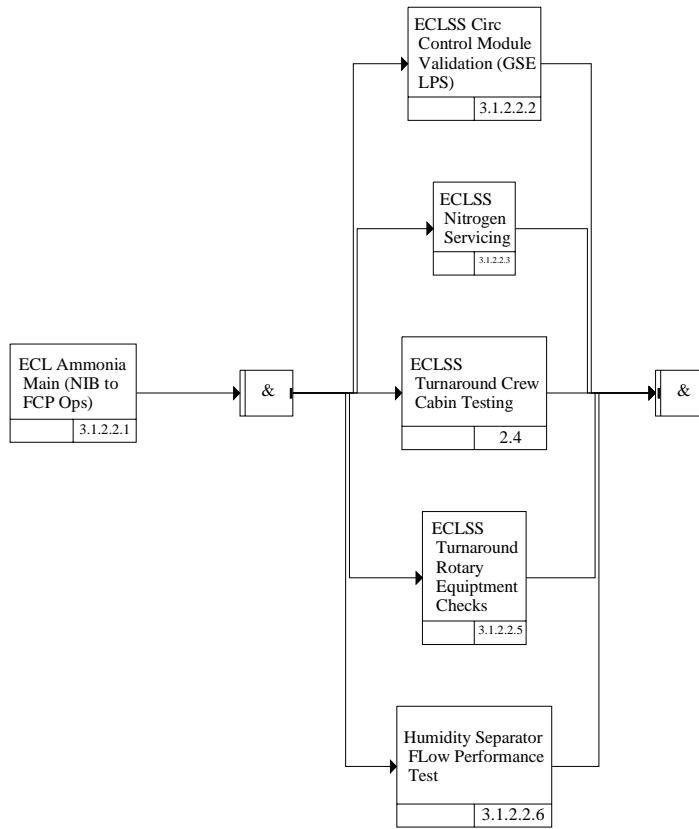 ECLSS Circ
Control Module
Validation (GSE
LPS)
3.1.2.2.2
ECLSS
Nitrogen
Servicing
3.1.2.2.3
ECL Ammonia
Main (NIB to
FCP Ops)
3.1.2.2.1
&
ECLSS
Turnaround Crew
Cabin Testing
2.4
&
ECLSS
Turnaround
Rotary
Equiptment
Checks
3.1.2.2.5
Humidity Separator
FLow Performance
Test
3.1.2.2.6